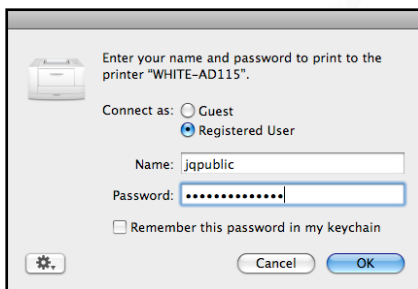 Enter your name and password to print to the
printer “WHITE-AD115”.
Connect as: Guest
Registered User
Name: jqpublic
Password: ••••••••••••••
Remember this password in my keychain
Cancel OK